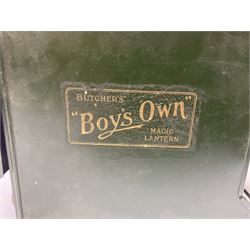 BUTCHER'S
"BOYS OWN"
MAGIC
LANTERN